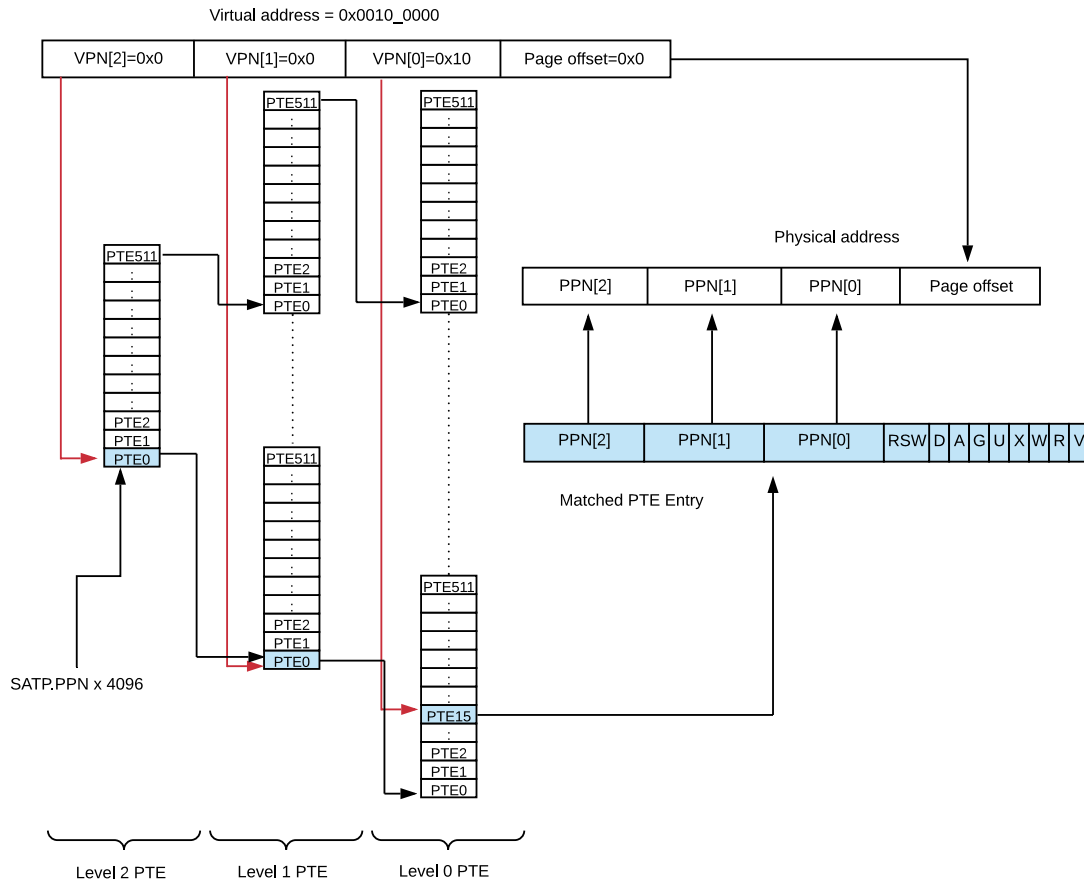 Virtual address = 0x0010_0000
VPN[2]=0x0 VPN[1]=0x0 VPN[0]=0x10 Page offset=0x0
PTE511 PTE511
Physical address
PTE511
PTE2 PTE2
PTE1 PTE1
PTE0 PTE0
PPN[2] PPN[1] PPN[0] Page offset
PTE2
PTE1
PTE0
PPN[2] PPN[1] PPN[0] RSW D A G U X W R V
PTE511
Matched PTE Entry
PTE511
PTE2
PTE1
PTE0
SATP.PPN x 4096
PTE15
PTE2
PTE1
PTE0
Level 2 PTE Level 1 PTE Level 0 PTE